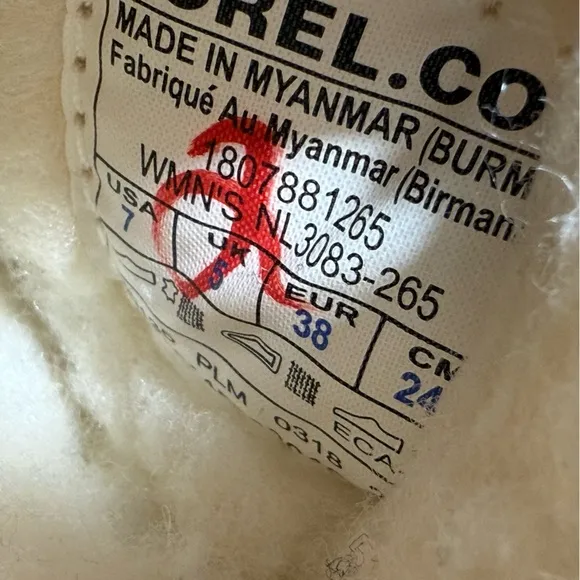 OREL.CO
MADE IN MYANMAR (BURM
Fabriqué Au Myanmar (Birman
1807881265
WMN'S NL3083-265
USA UK EUR CM
7 5 38 24
PLM 0318 ECA